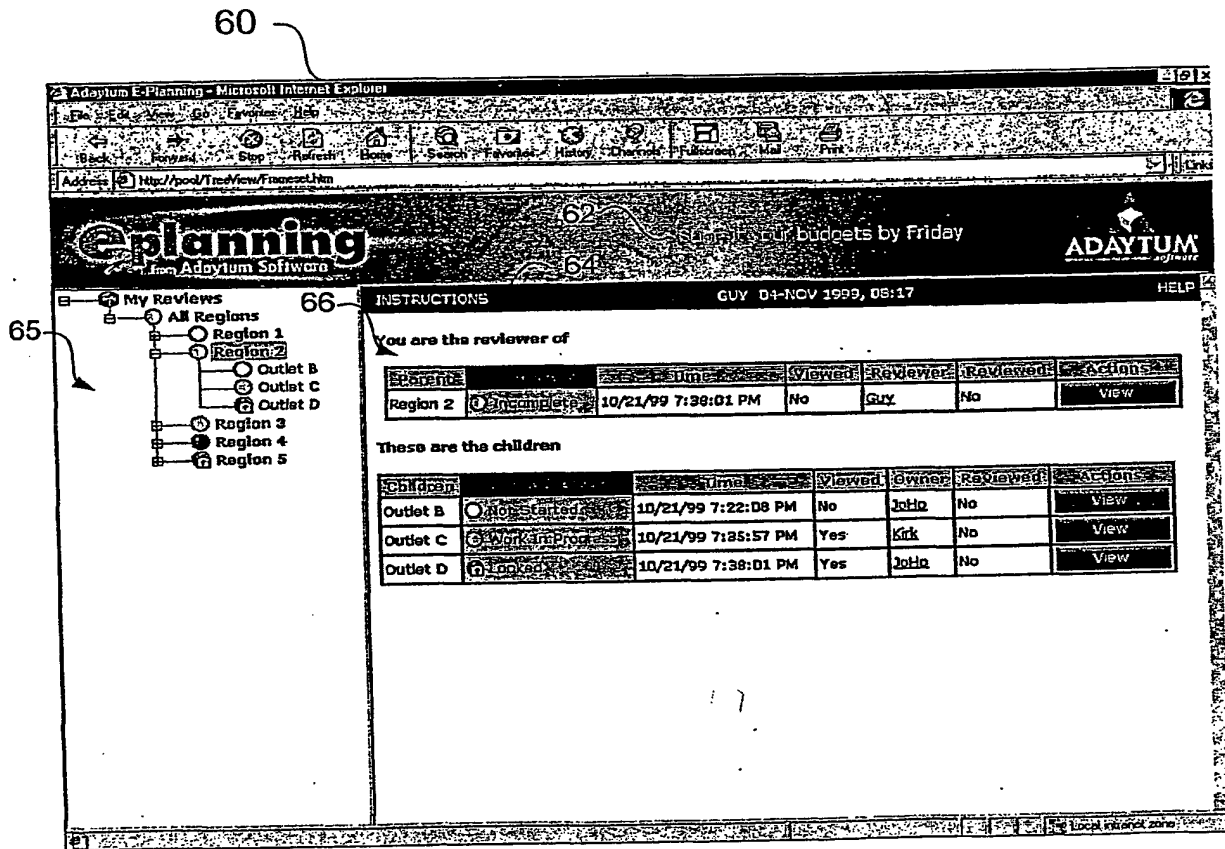 60
Adaytum E-Planning - Microsoft Internet Explorer
File Edit View Go Favorites Help
Back Forward Stop Refresh Home Search Favorites History Channels Fullscreen Mail Print
Address http://pool/TreeView/Frameset.htm Links
eplanning
from Adaytum Software
62
budgets by Friday
ADAYTUM
software
64
65
66
My Reviews
All Regions
Region 1
Region 2
Outlet B
Outlet C
Outlet D
Region 3
Region 4
Region 5
INSTRUCTIONS GUY 04-NOV 1999, 08:17 HELP
You are the reviewer of
Parents Time Viewed Reviewer Reviewed Actions
Region 2 Incomplete 10/21/99 7:38:01 PM No Guy No View
These are the children
Children Time Viewed Owner Reviewed Actions
Outlet B Not Started 10/21/99 7:22:08 PM No JoHo No View
Outlet C Work in Progress 10/21/99 7:35:57 PM Yes Kirk No View
Outlet D Locked 10/21/99 7:38:01 PM Yes JoHo No View
Local intranet zone